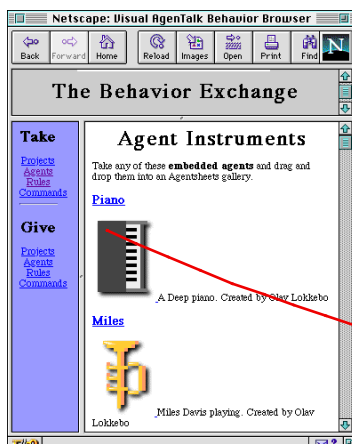 Netscape: Visual AgenTalk Behavior Browser
Back Forward Home Reload Images Open Print Find N
The Behavior Exchange
Take
Projects
Agents
Rules
Commands
Give
Projects
Agents
Rules
Commands
Agent Instruments
Take any of these embedded agents and drag and
drop them into an Agentsheets gallery.
Piano
A Deep piano. Created by Olav Lokkebo
Miles
Miles Davis playing. Created by Olav
Lokkebo